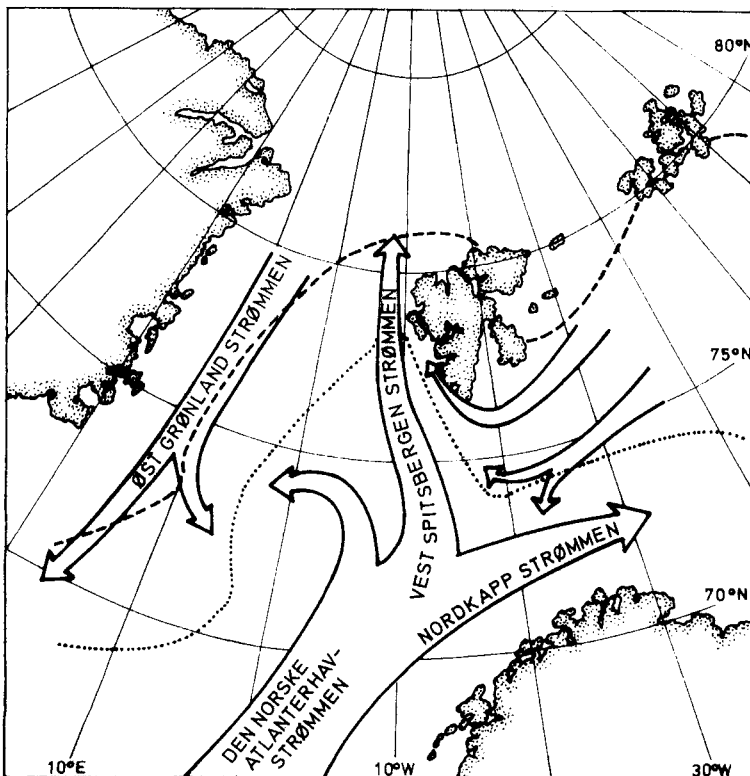 80°N
ØST GRØNLAND STRØMMEN
VEST SPITSBERGEN STRØMMEN
75°N
NORDKAPP STRØMMEN
70°N
DEN NORSKE
ATLANTERHAV-
STRØMMEN
10°E
10°W
30°W